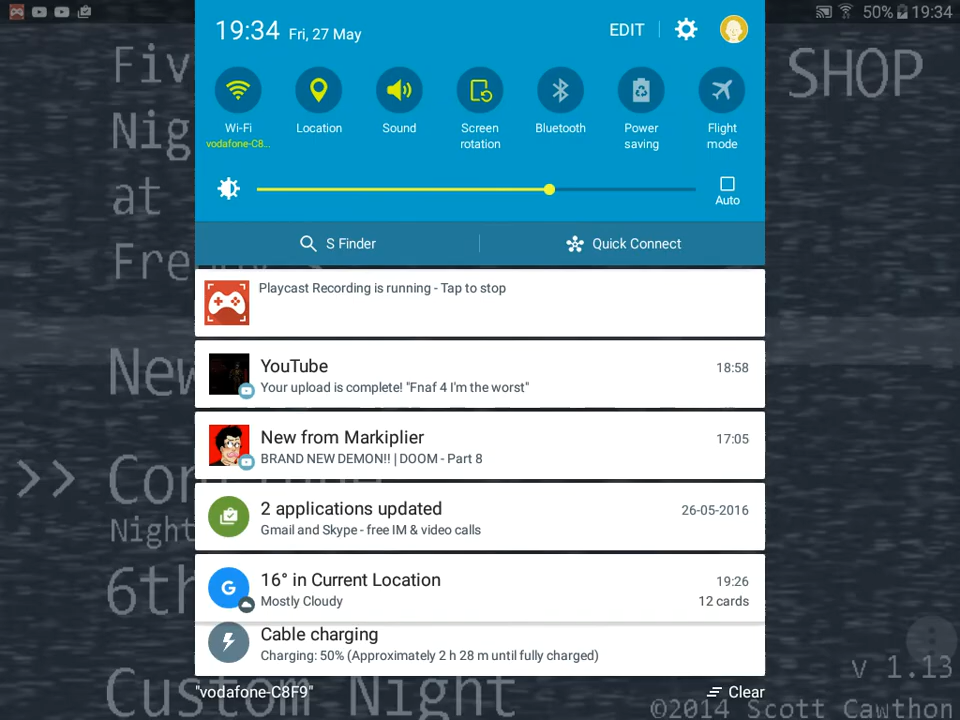 50% 19:34
19:34 Fri, 27 May
EDIT
Wi-Fi
vodafone-C8...
Location
Sound
Screen
rotation
Bluetooth
Power
saving
Flight
mode
Auto
S Finder
Quick Connect
Playcast Recording is running - Tap to stop
YouTube
18:58
Your upload is complete! "Fnaf 4 I'm the worst"
New from Markiplier
17:05
BRAND NEW DEMON!! | DOOM - Part 8
2 applications updated
26-05-2016
Gmail and Skype - free IM & video calls
16° in Current Location
19:26
Mostly Cloudy
12 cards
Cable charging
Charging: 50% (Approximately 2 h 28 m until fully charged)
"vodafone-C8F9"
Clear
Fiv
Nig
at
Fre
SHOP
New
>> Con
Night
6th
Custom Night
v 1.13
©2014 Scott Cawthon